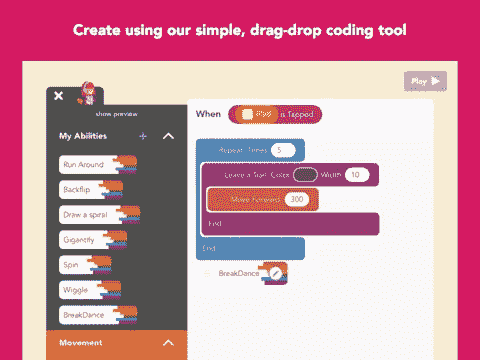 Create using our simple, drag-drop coding tool
Play
show preview
When iPad is Tapped
My Abilities +
Repeat Times 5
Run Around
Leave a Trail Color Width 10
Backflip
Move Forward 300
Draw a spiral
End
Gigantify
End
Spin
BreakDance
Wiggle
BreakDance
Movement